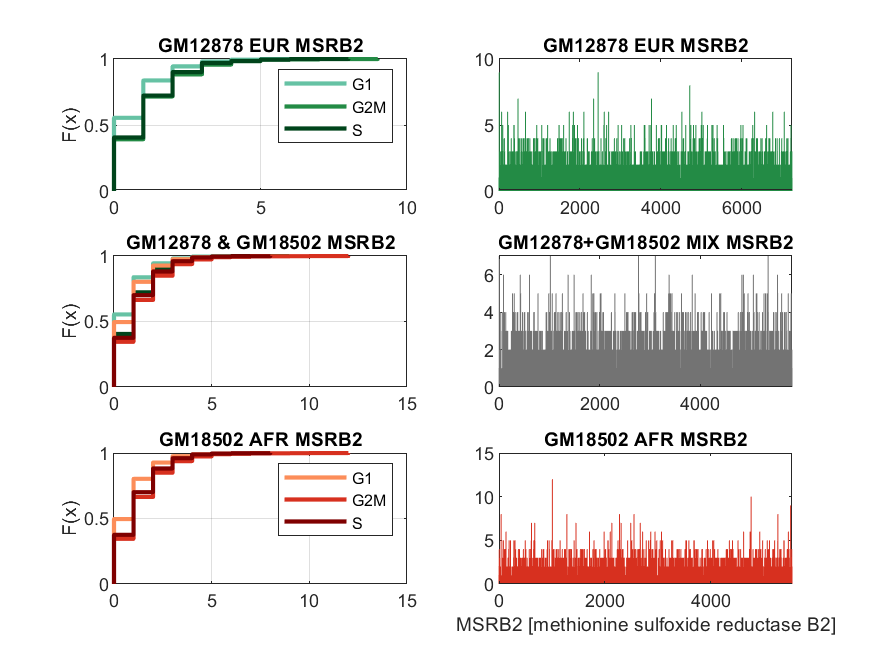 GM12878 EUR MSRB2
1
0.5
0
F(x)
0 5 10
G1
G2M
S
GM12878 EUR MSRB2
10
5
0
0 2000 4000 6000
GM12878 & GM18502 MSRB2
1
0.5
0
F(x)
0 5 10 15
GM12878+GM18502 MIX MSRB2
6
4
2
0
0 2000 4000
GM18502 AFR MSRB2
1
0.5
0
F(x)
0 5 10 15
G1
G2M
S
GM18502 AFR MSRB2
15
10
5
0
0 2000 4000
MSRB2 [methionine sulfoxide reductase B2]